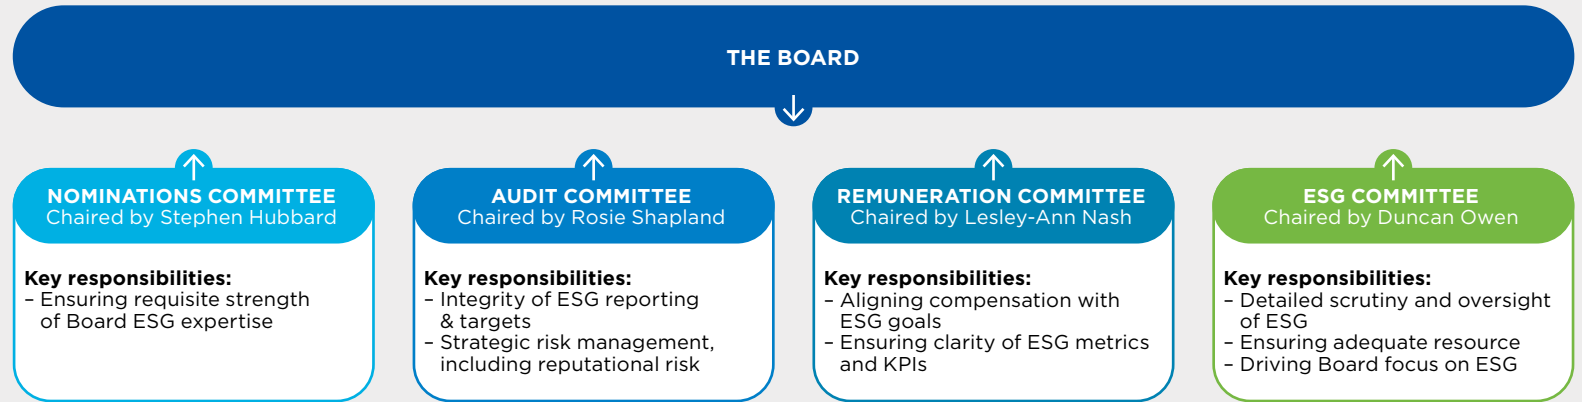 THE BOARD
NOMINATIONS COMMITTEE
Chaired by Stephen Hubbard
Key responsibilities:
– Ensuring requisite strength
of Board ESG expertise
AUDIT COMMITTEE
Chaired by Rosie Shapland
Key responsibilities:
– Integrity of ESG reporting
& targets
– Strategic risk management,
including reputational risk
REMUNERATION COMMITTEE
Chaired by Lesley-Ann Nash
Key responsibilities:
– Aligning compensation with
ESG goals
– Ensuring clarity of ESG metrics
and KPIs
ESG COMMITTEE
Chaired by Duncan Owen
Key responsibilities:
– Detailed scrutiny and oversight
of ESG
– Ensuring adequate resource
– Driving Board focus on ESG